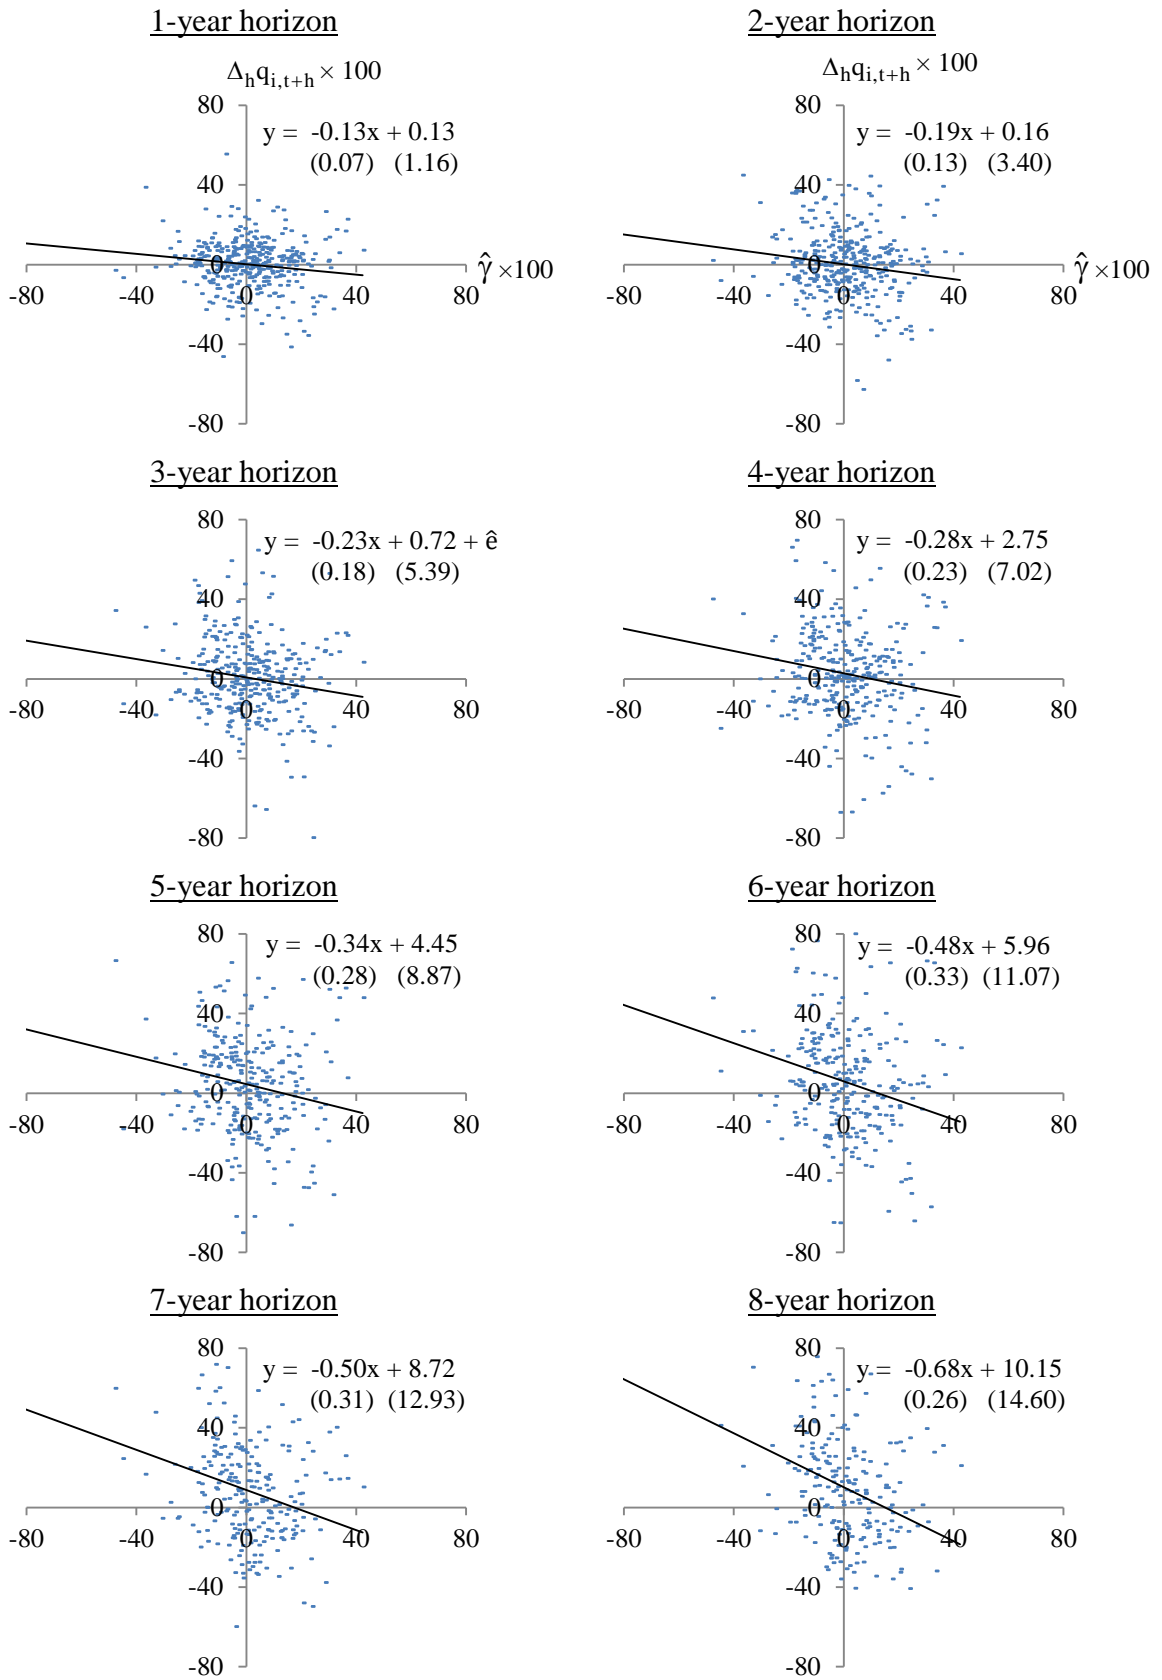 1-year horizon
Δₕqᵢ,ₜ₊ₕ × 100
80
y = -0.13x + 0.13
(0.07) (1.16)
40
0
γ̂ ×100
-80 -40 0 40 80
-40
-80
2-year horizon
Δₕqᵢ,ₜ₊ₕ × 100
80
y = -0.19x + 0.16
(0.13) (3.40)
40
0
γ̂ ×100
-80 -40 0 40 80
-40
-80
3-year horizon
80
y = -0.23x + 0.72 + ê
(0.18) (5.39)
40
0
-80 -40 0 40 80
-40
-80
4-year horizon
80
y = -0.28x + 2.75
(0.23) (7.02)
40
0
-80 -40 0 40 80
-40
-80
5-year horizon
80
y = -0.34x + 4.45
(0.28) (8.87)
40
0
-80 -40 0 40 80
-40
-80
6-year horizon
80
y = -0.48x + 5.96
(0.33) (11.07)
40
0
-80 -40 0 40 80
-40
-80
7-year horizon
80
y = -0.50x + 8.72
(0.31) (12.93)
40
0
-80 -40 0 40 80
-40
-80
8-year horizon
80
y = -0.68x + 10.15
(0.26) (14.60)
40
0
-80 -40 0 40 80
-40
-80